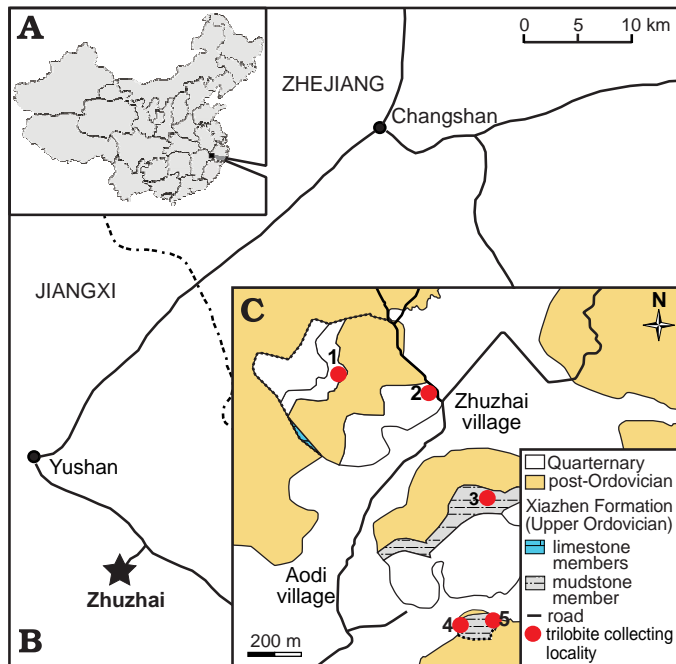 A
0 5 10 km
ZHEJIANG
Changshan
JIANGXI
Yushan
Zhuzhai
B
C
N
1
2
Zhuzhai
village
3
Aodi
village
4
5
200 m
Quarternary
post-Ordovician
Xiazhen Formation
(Upper Ordovician)
limestone
members
mudstone
member
road
trilobite collecting
locality